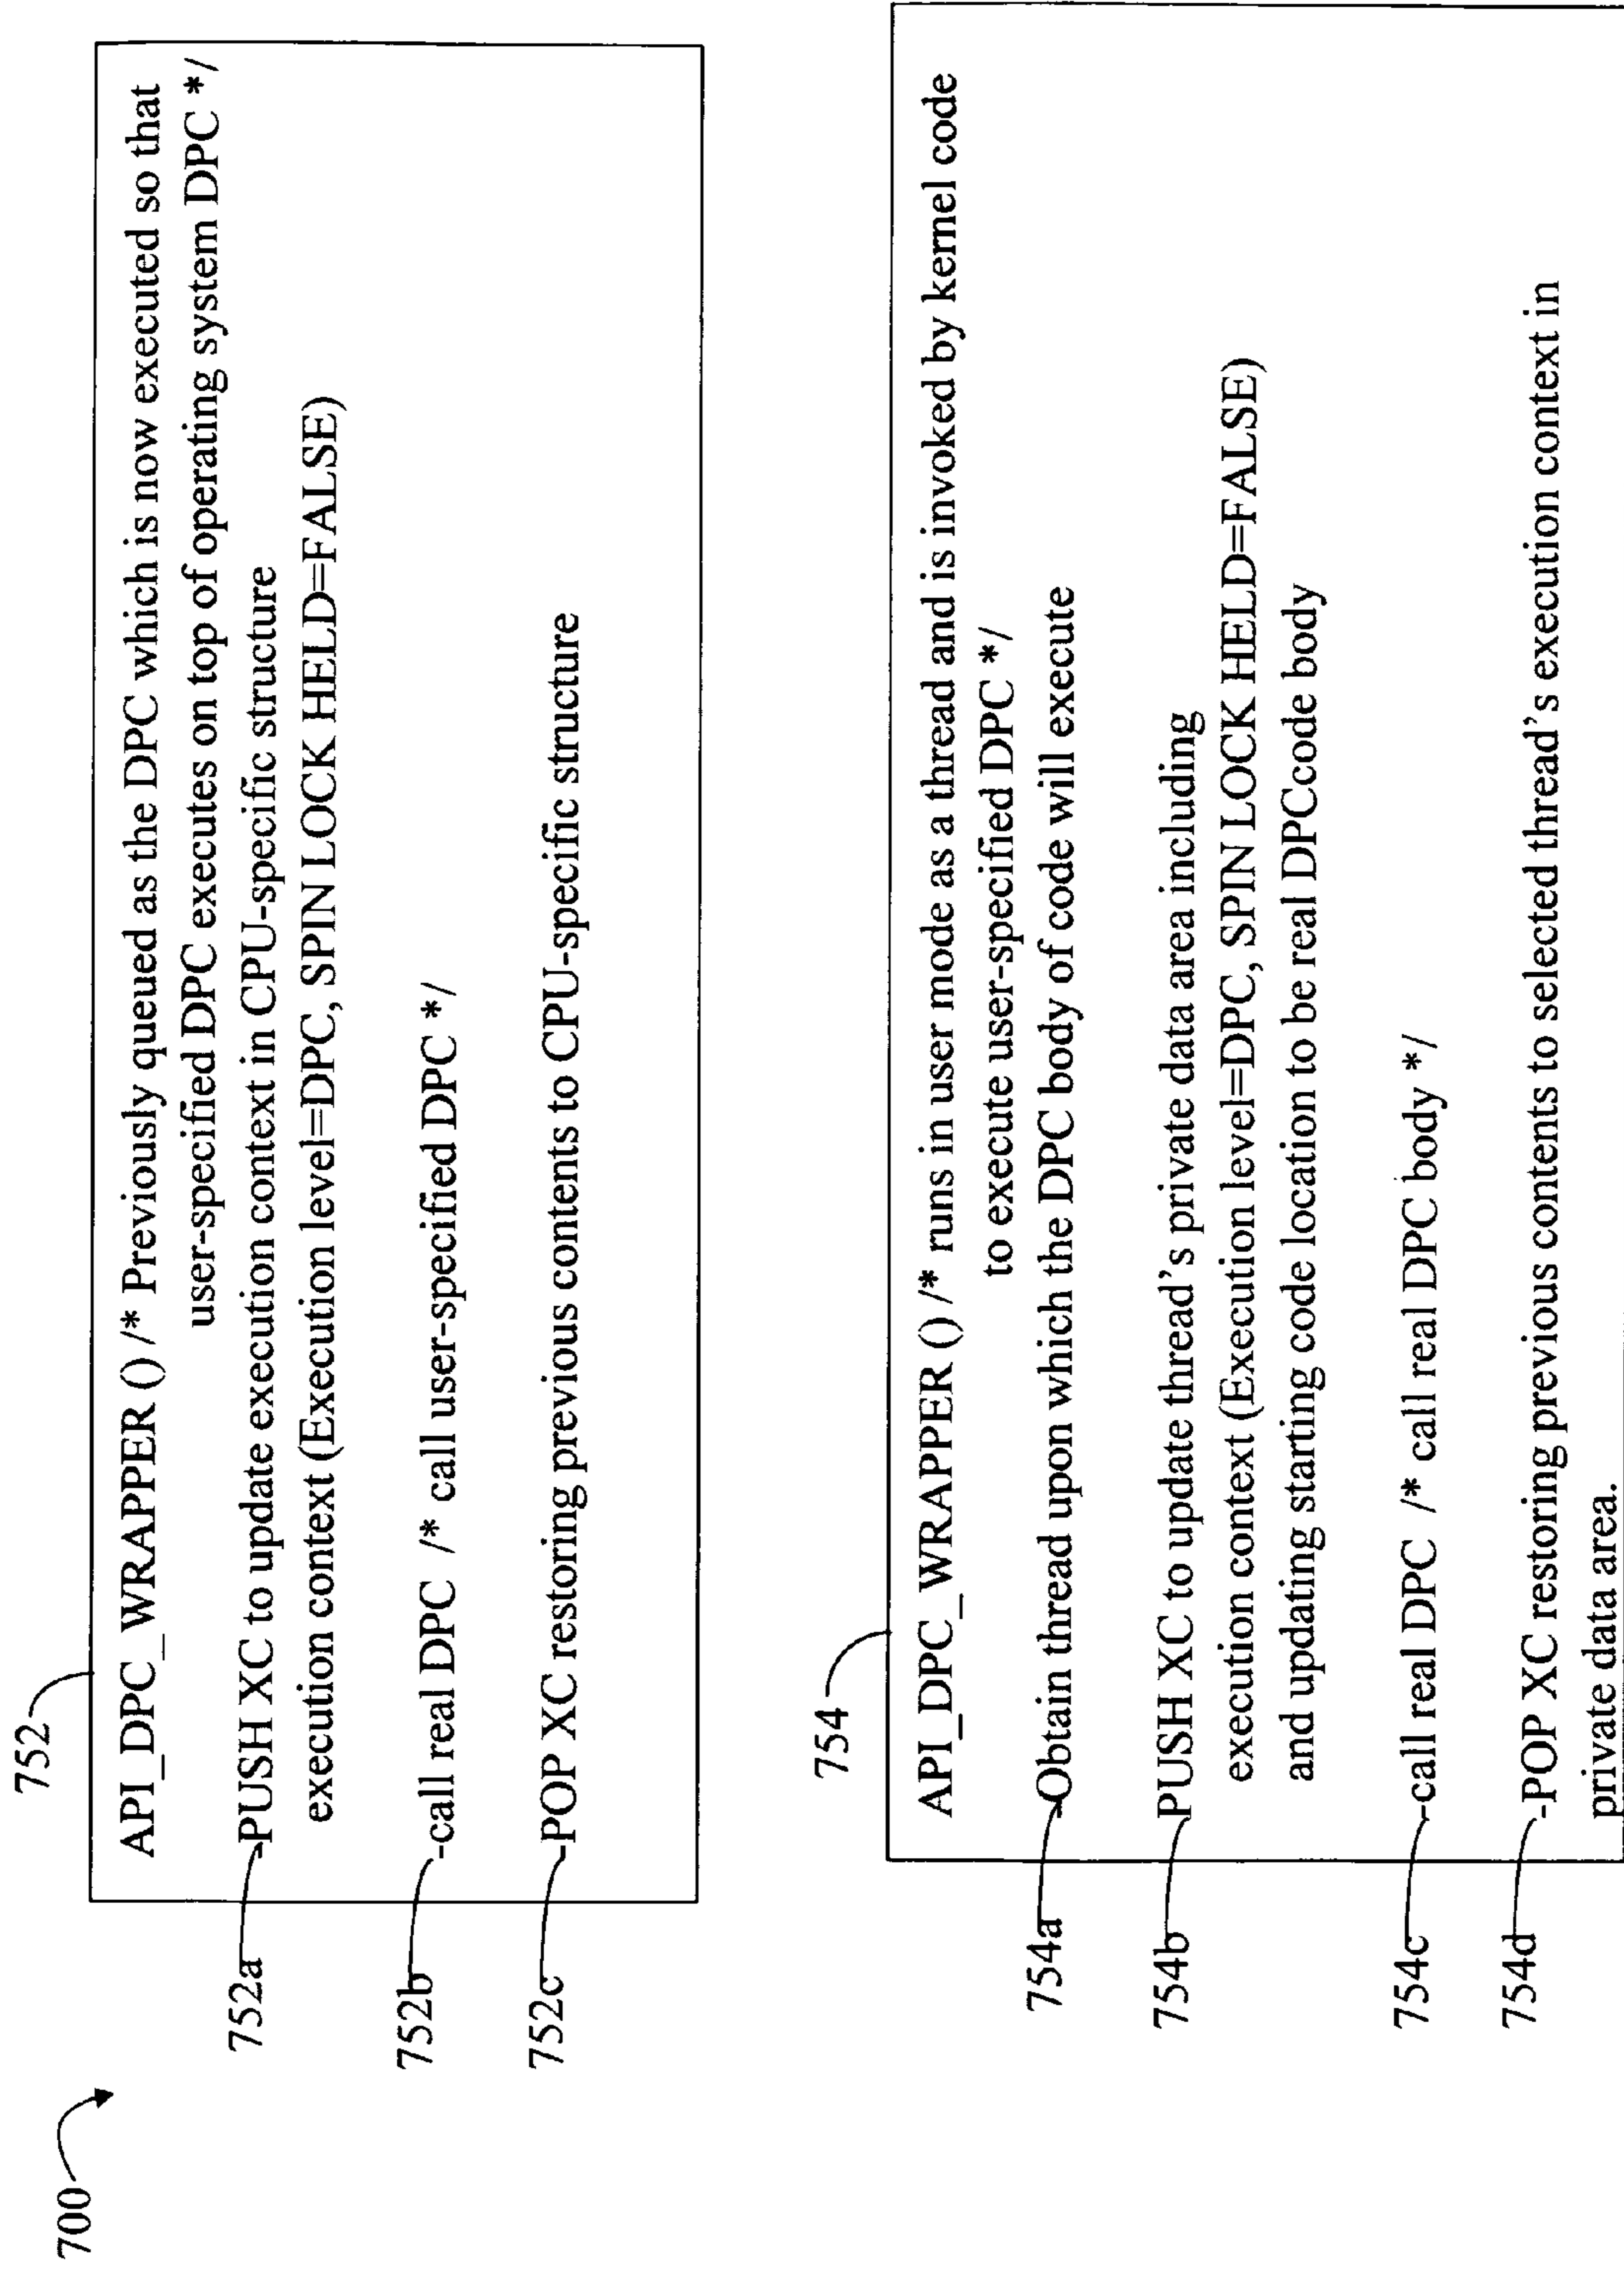 700
752
API_DPC_WRAPPER () /* Previously queued as the DPC which is now executed so that
user-specified DPC executes on top of operating system DPC */
752a
-PUSH XC to update execution context in CPU-specific structure
execution context (Execution level=DPC, SPIN LOCK HELD=FALSE)
752b
-call real DPC /* call user-specified DPC */
752c
-POP XC restoring previous contents to CPU-specific structure
754
API_DPC_WRAPPER () /* runs in user mode as a thread and is invoked by kernel code
to execute user-specified DPC */
754a
-Obtain thread upon which the DPC body of code will execute
754b
PUSH XC to update thread's private data area including
execution context (Execution level=DPC, SPIN LOCK HELD=FALSE)
and updating starting code location to be real DPCcode body
754c
-call real DPC /* call real DPC body */
754d
-POP XC restoring previous contents to selected thread's execution context in
private data area.